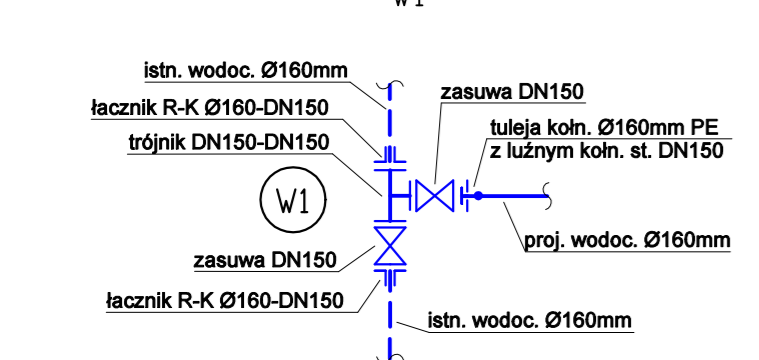 W1
istn. wodoc. Ø160mm
zasuwa DN150
łacznik R-K Ø160-DN150
tuleja kołn. Ø160mm PE
z luźnym kołn. st. DN150
trójnik DN150-DN150
W1
proj. wodoc. Ø160mm
zasuwa DN150
łacznik R-K Ø160-DN150
istn. wodoc. Ø160mm